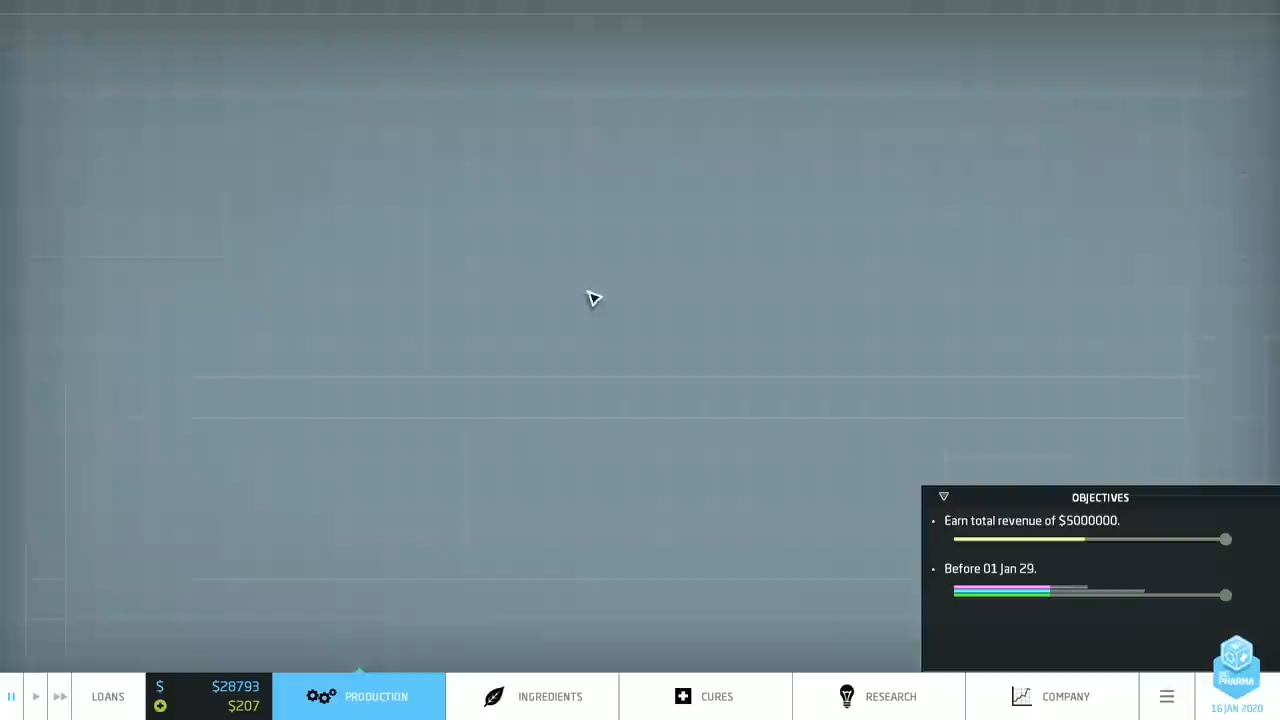 OBJECTIVES
Earn total revenue of $5000000.
Before 01 Jan 29.
LOANS
$ $28793
$207
PRODUCTION
INGREDIENTS
CURES
RESEARCH
COMPANY
PHARMA
16 JAN 2020